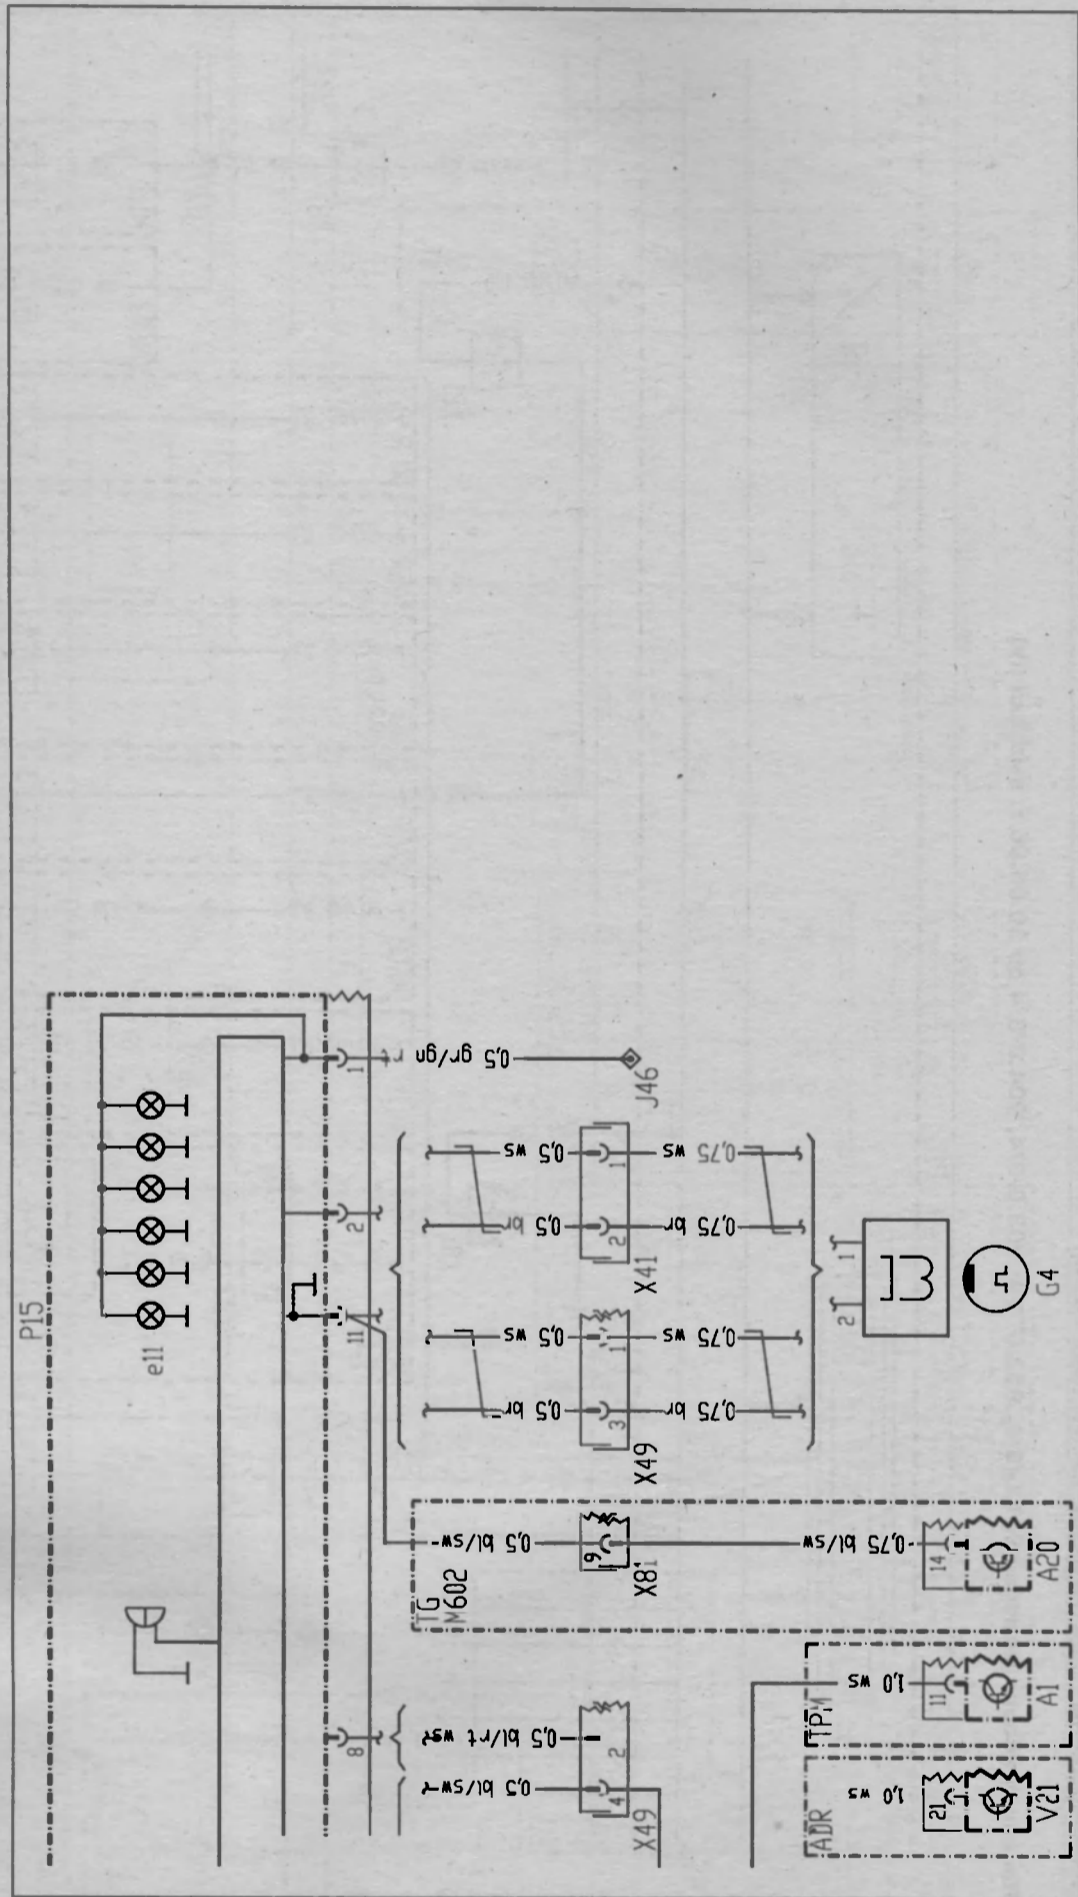 P15
e11
1
2
11
8
0,5 gr/gn rt
J46
0,5 ws
1
0,75 ws
0,5 br
2
0,75 br
X41
0,5 ws
1
0,75 ws
0,5 br
3
0,75 br
X49
1
2
G4
TG
M602
0,5 bl/sw
9
X81
0,75 bl/sw
14
A20
TPM
1,0 ws
11
A1
ADR
1,0 ws
21
V21
0,5 bl/rt wsr
2
0,5 bl/sw
4
X49